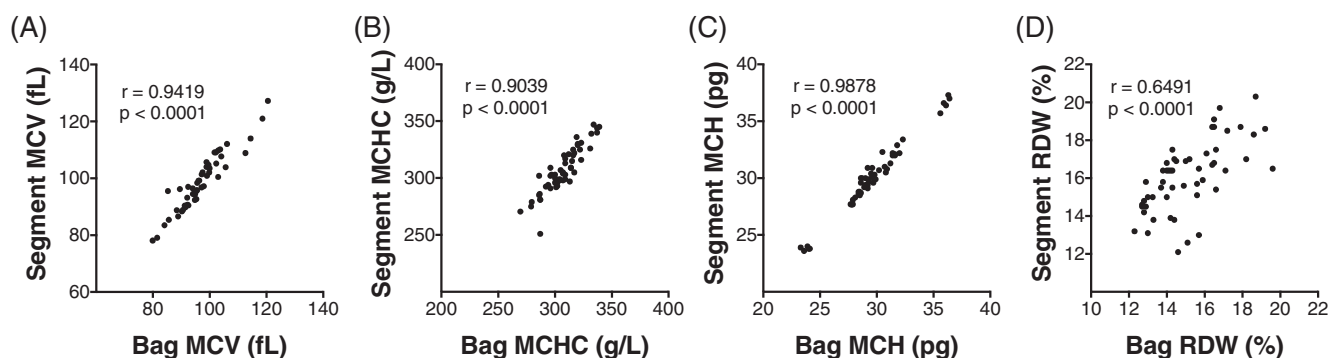 (A)
Segment MCV (fL)
140
120
100
80
60
r = 0.9419
p < 0.0001
60
80
100
120
140
Bag MCV (fL)
(B)
Segment MCHC (g/L)
400
350
300
250
r = 0.9039
p < 0.0001
200
250
300
350
400
Bag MCHC (g/L)
(C)
Segment MCH (pg)
40
35
30
25
r = 0.9878
p < 0.0001
20
25
30
35
40
Bag MCH (pg)
(D)
Segment RDW (%)
22
20
18
16
14
12
r = 0.6491
p < 0.0001
10
12
14
16
18
20
22
Bag RDW (%)